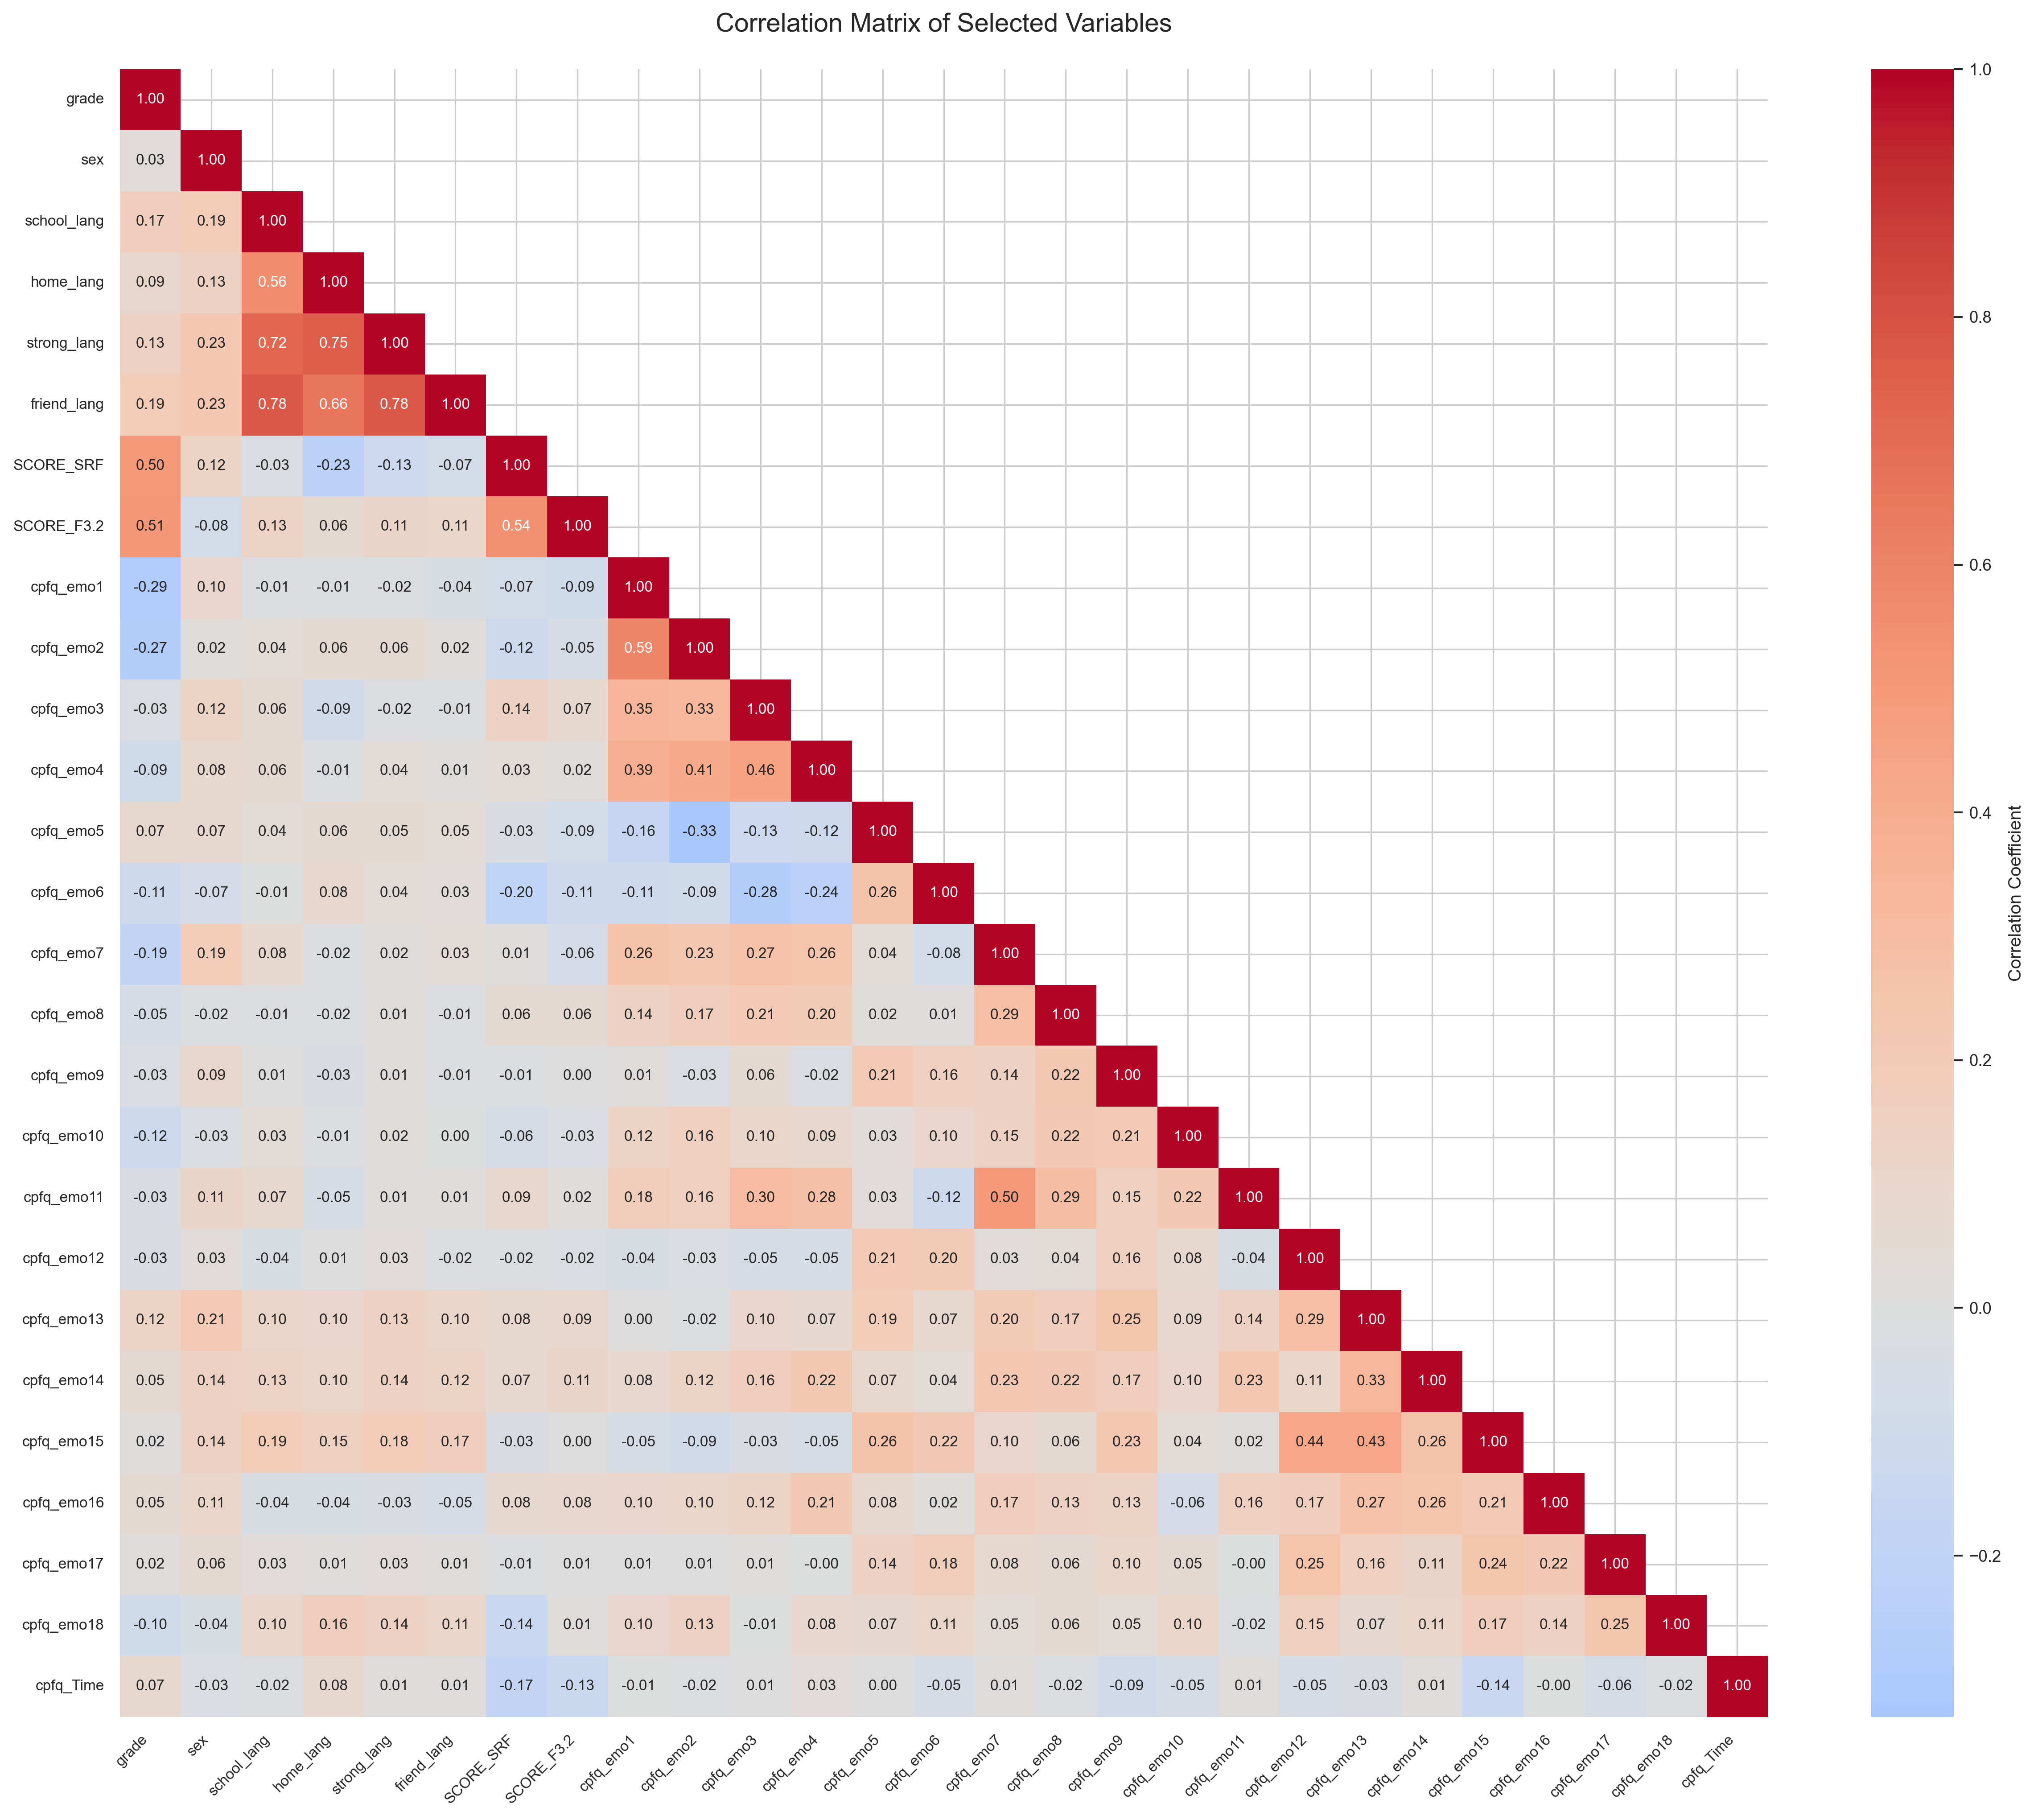 Correlation Matrix of Selected Variables
grade 1.00
sex 0.03 1.00
school_lang 0.17 0.19 1.00
home_lang 0.09 0.13 0.56 1.00
strong_lang 0.13 0.23 0.72 0.75 1.00
friend_lang 0.19 0.23 0.78 0.66 0.78 1.00
SCORE_SRF 0.50 0.12 -0.03 -0.23 -0.13 -0.07 1.00
SCORE_F3.2 0.51 -0.08 0.13 0.06 0.11 0.11 0.54 1.00
cpfq_emo1 -0.29 0.10 -0.01 -0.01 -0.02 -0.04 -0.07 -0.09 1.00
cpfq_emo2 -0.27 0.02 0.04 0.06 0.06 0.02 -0.12 -0.05 0.59 1.00
cpfq_emo3 -0.03 0.12 0.06 -0.09 -0.02 -0.01 0.14 0.07 0.35 0.33 1.00
cpfq_emo4 -0.09 0.08 0.06 -0.01 0.04 0.01 0.03 0.02 0.39 0.41 0.46 1.00
cpfq_emo5 0.07 0.07 0.04 0.06 0.05 0.05 -0.03 -0.09 -0.16 -0.33 -0.13 -0.12 1.00
cpfq_emo6 -0.11 -0.07 -0.01 0.08 0.04 0.03 -0.20 -0.11 -0.11 -0.09 -0.28 -0.24 0.26 1.00
cpfq_emo7 -0.19 0.19 0.08 -0.02 0.02 0.03 0.01 -0.06 0.26 0.23 0.27 0.26 0.04 -0.08 1.00
cpfq_emo8 -0.05 -0.02 -0.01 -0.02 0.01 -0.01 0.06 0.06 0.14 0.17 0.21 0.20 0.02 0.01 0.29 1.00
cpfq_emo9 -0.03 0.09 0.01 -0.03 0.01 -0.01 -0.01 0.00 0.01 -0.03 0.06 -0.02 0.21 0.16 0.14 0.22 1.00
cpfq_emo10 -0.12 -0.03 0.03 -0.01 0.02 0.00 -0.06 -0.03 0.12 0.16 0.10 0.09 0.03 0.10 0.15 0.22 0.21 1.00
cpfq_emo11 -0.03 0.11 0.07 -0.05 0.01 0.01 0.09 0.02 0.18 0.16 0.30 0.28 0.03 -0.12 0.50 0.29 0.15 0.22 1.00
cpfq_emo12 -0.03 0.03 -0.04 0.01 0.03 -0.02 -0.02 -0.02 -0.04 -0.03 -0.05 -0.05 0.21 0.20 0.03 0.04 0.16 0.08 -0.04 1.00
cpfq_emo13 0.12 0.21 0.10 0.10 0.13 0.10 0.08 0.09 0.00 -0.02 0.10 0.07 0.19 0.07 0.20 0.17 0.25 0.09 0.14 0.29 1.00
cpfq_emo14 0.05 0.14 0.13 0.10 0.14 0.12 0.07 0.11 0.08 0.12 0.16 0.22 0.07 0.04 0.23 0.22 0.17 0.10 0.23 0.11 0.33 1.00
cpfq_emo15 0.02 0.14 0.19 0.15 0.18 0.17 -0.03 0.00 -0.05 -0.09 -0.03 -0.05 0.26 0.22 0.10 0.06 0.23 0.04 0.02 0.44 0.43 0.26 1.00
cpfq_emo16 0.05 0.11 -0.04 -0.04 -0.03 -0.05 0.08 0.08 0.10 0.10 0.12 0.21 0.08 0.02 0.17 0.13 0.13 -0.06 0.16 0.17 0.27 0.26 0.21 1.00
cpfq_emo17 0.02 0.06 0.03 0.01 0.03 0.01 -0.01 0.01 0.01 0.01 0.01 -0.00 0.14 0.18 0.08 0.06 0.10 0.05 -0.00 0.25 0.16 0.11 0.24 0.22 1.00
cpfq_emo18 -0.10 -0.04 0.10 0.16 0.14 0.11 -0.14 0.01 0.10 0.13 -0.01 0.08 0.07 0.11 0.05 0.06 0.05 0.10 -0.02 0.15 0.07 0.11 0.17 0.14 0.25 1.00
cpfq_Time 0.07 -0.03 -0.02 0.08 0.01 0.01 -0.17 -0.13 -0.01 -0.02 0.01 0.03 0.00 -0.05 0.01 -0.02 -0.09 -0.05 0.01 -0.05 -0.03 0.01 -0.14 -0.00 -0.06 -0.02 1.00
grade sex school_lang home_lang strong_lang friend_lang SCORE_SRF SCORE_F3.2 cpfq_emo1 cpfq_emo2 cpfq_emo3 cpfq_emo4 cpfq_emo5 cpfq_emo6 cpfq_emo7 cpfq_emo8 cpfq_emo9 cpfq_emo10 cpfq_emo11 cpfq_emo12 cpfq_emo13 cpfq_emo14 cpfq_emo15 cpfq_emo16 cpfq_emo17 cpfq_emo18 cpfq_Time
1.0
0.8
0.6
0.4
0.2
0.0
−0.2
Correlation Coefficient